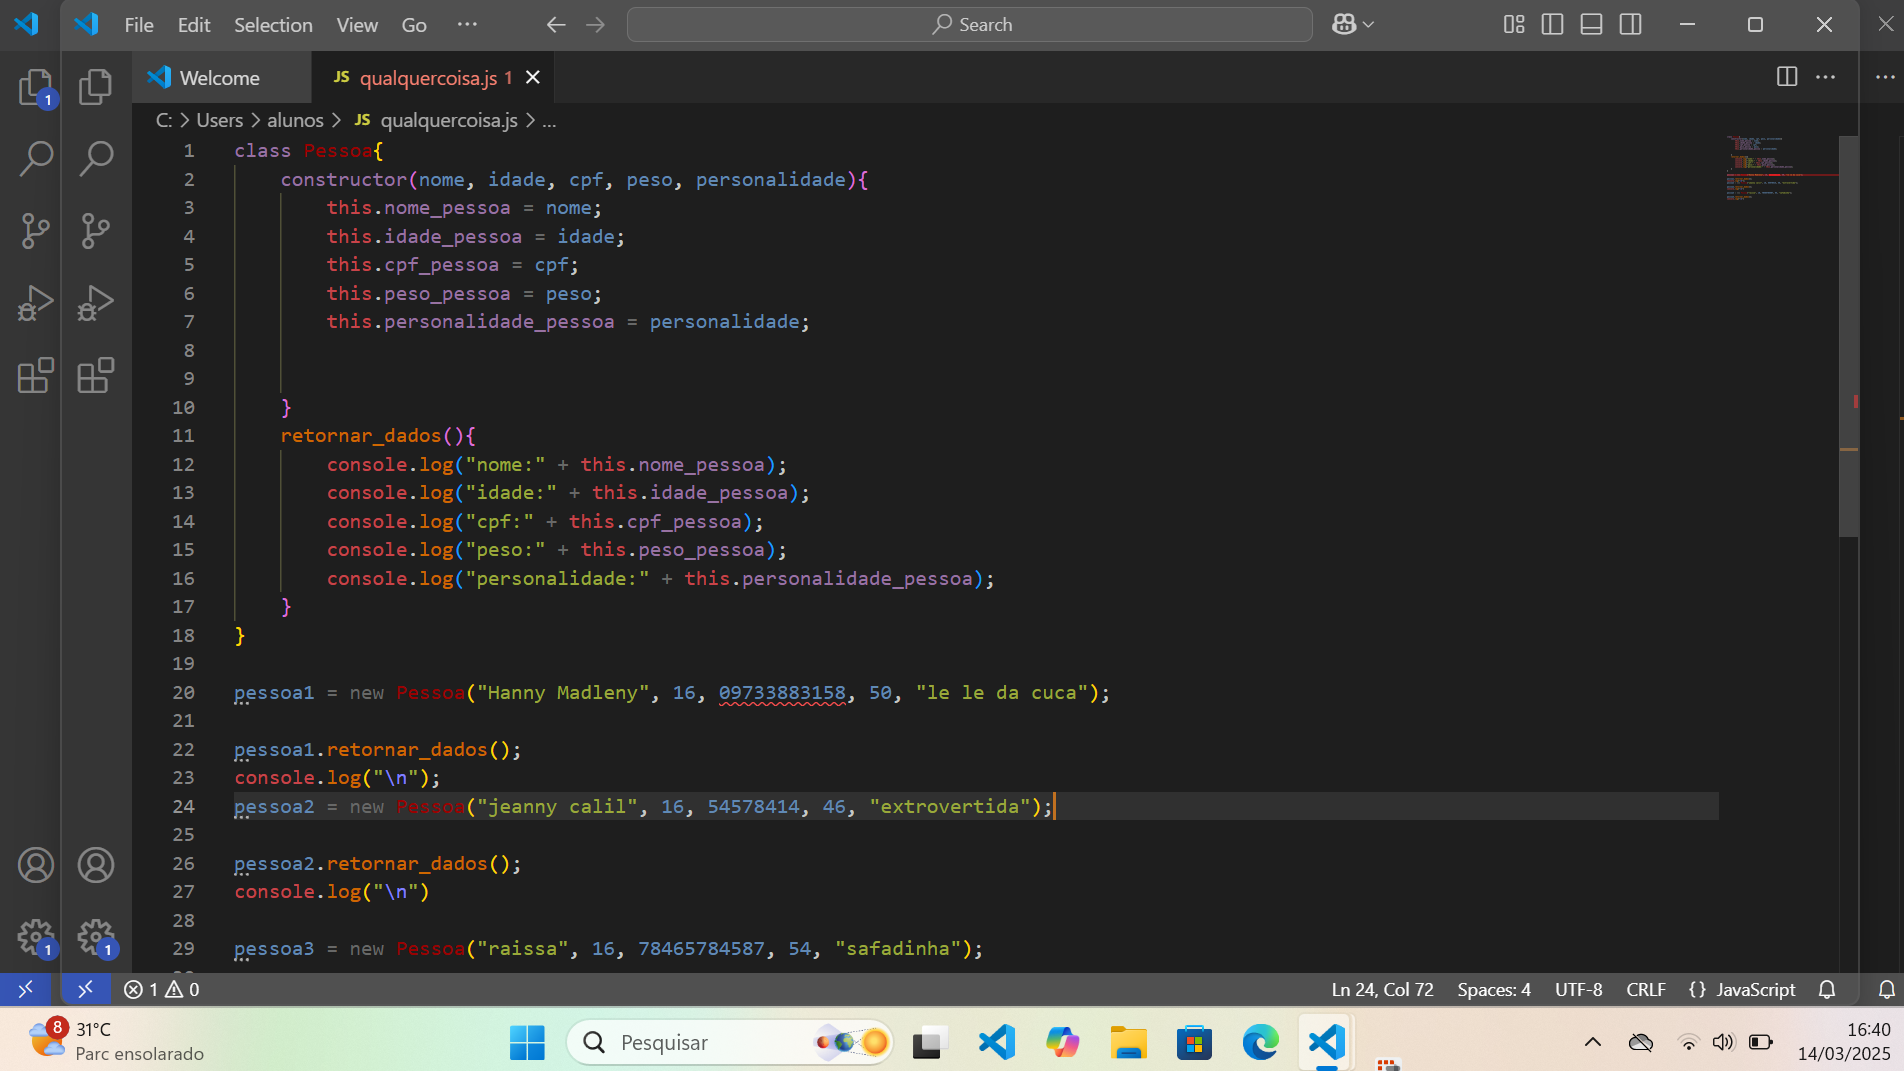 File Edit Selection View Go ··· Search
Welcome JS qualquercoisa.js 1
C: > Users > alunos > JS qualquercoisa.js > ...
1 class Pessoa{
2 constructor(nome, idade, cpf, peso, personalidade){
3 this.nome_pessoa = nome;
4 this.idade_pessoa = idade;
5 this.cpf_pessoa = cpf;
6 this.peso_pessoa = peso;
7 this.personalidade_pessoa = personalidade;
8
9
10 }
11 retornar_dados(){
12 console.log("nome:" + this.nome_pessoa);
13 console.log("idade:" + this.idade_pessoa);
14 console.log("cpf:" + this.cpf_pessoa);
15 console.log("peso:" + this.peso_pessoa);
16 console.log("personalidade:" + this.personalidade_pessoa);
17 }
18 }
19
20 pessoa1 = new Pessoa("Hanny Madleny", 16, 09733883158, 50, "le le da cuca");
21
22 pessoa1.retornar_dados();
23 console.log("\n");
24 pessoa2 = new Pessoa("jeanny calil", 16, 54578414, 46, "extrovertida");
25
26 pessoa2.retornar_dados();
27 console.log("\n")
28
29 pessoa3 = new Pessoa("raissa", 16, 78465784587, 54, "safadinha");
1
1
1
1 0 Ln 24, Col 72 Spaces: 4 UTF-8 CRLF {} JavaScript
8 31°C
Parc ensolarado
Pesquisar
16:40
14/03/2025